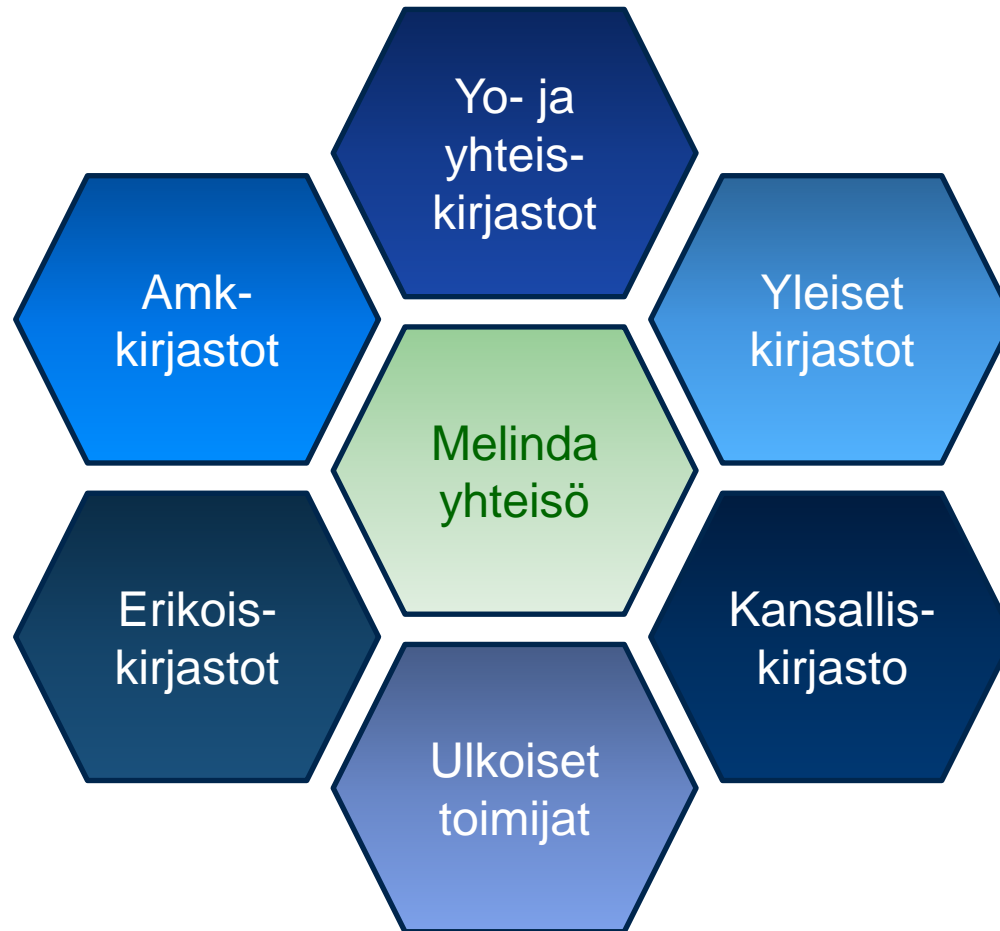 Yo- ja
yhteis-
kirjastot
Amk-
kirjastot
Yleiset
kirjastot
Melinda
yhteisö
Erikois-
kirjastot
Kansallis-
kirjasto
Ulkoiset
toimijat